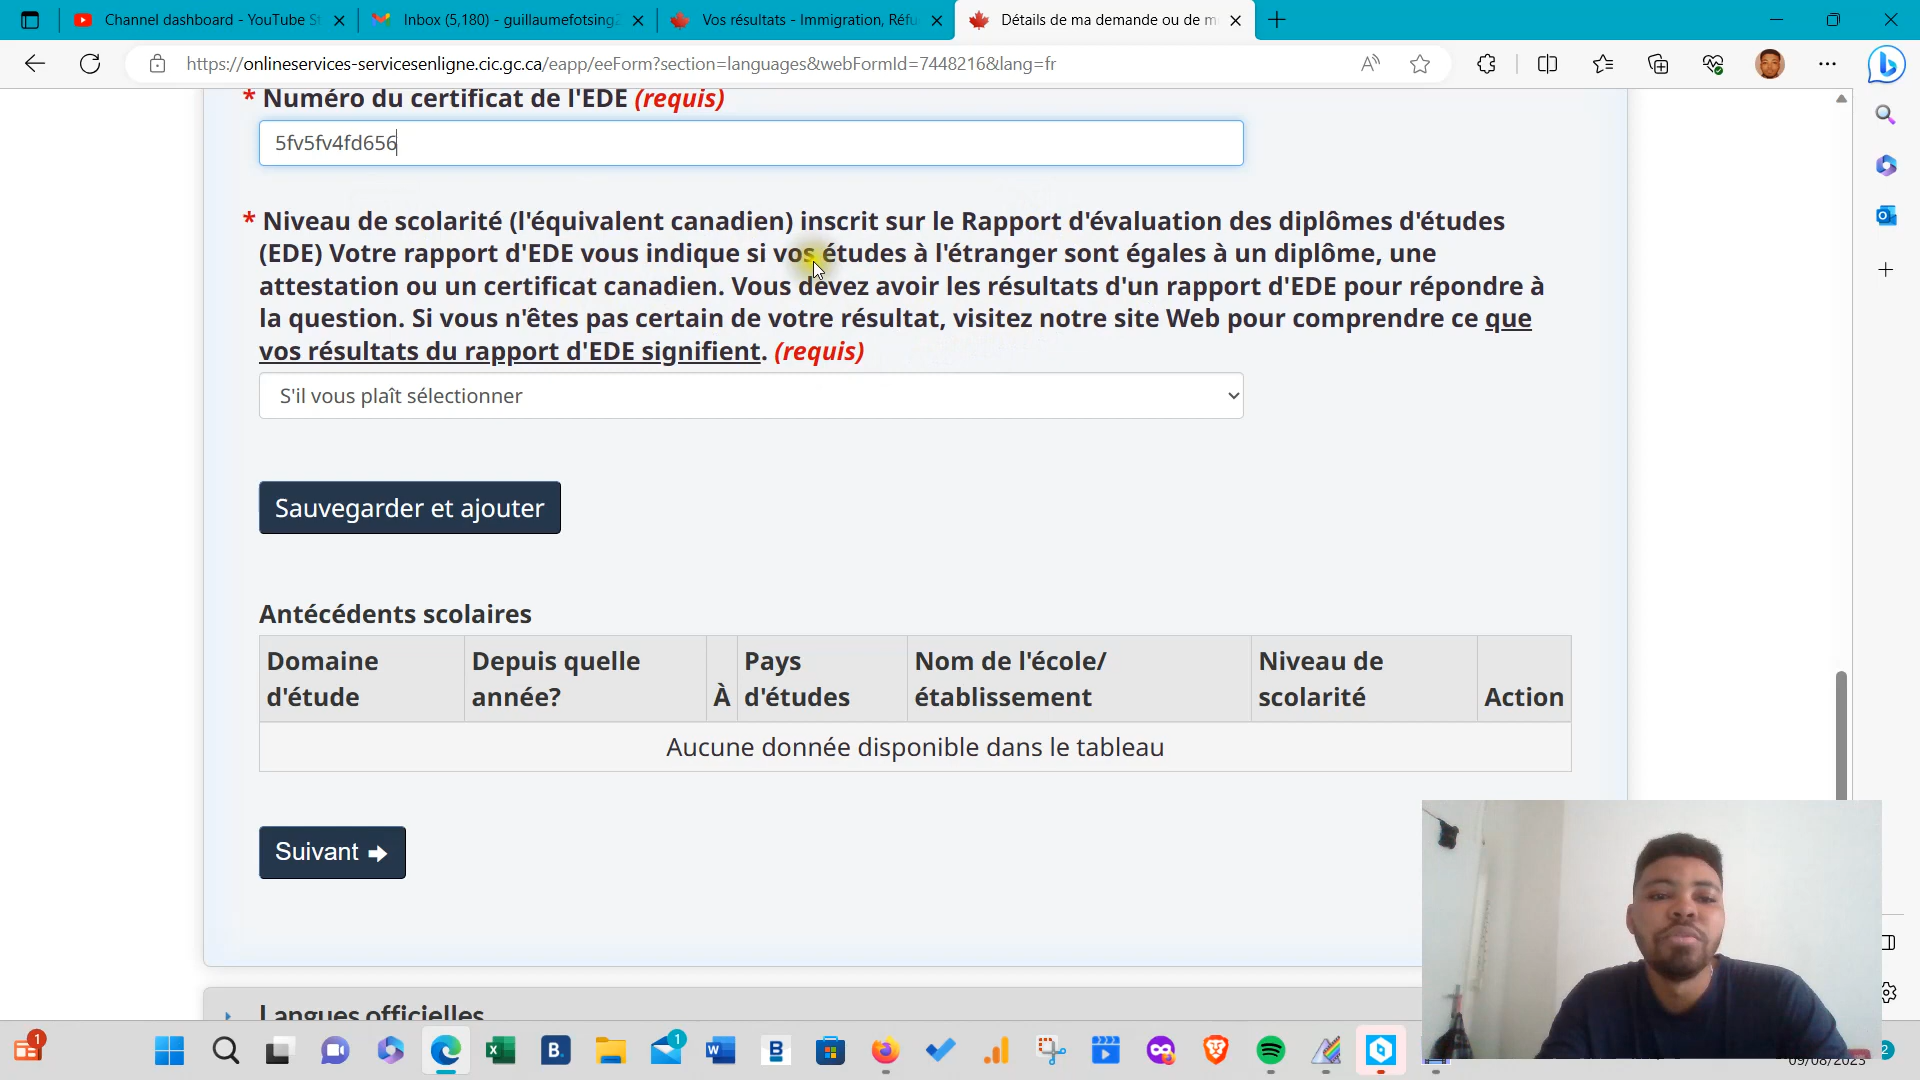 Channel dashboard - YouTube S
Inbox (5,180) - guillaumefotsing
Vos résultats - Immigration, Réfu
Détails de ma demande ou de m
https://onlineservices-servicesenligne.cic.gc.ca/eapp/eeForm?section=languages&webFormId=7448216&lang=fr
* Numéro du certificat de l'EDE (requis)
5fv5fv4fd656
* Niveau de scolarité (l'équivalent canadien) inscrit sur le Rapport d'évaluation des diplômes d'études
(EDE) Votre rapport d'EDE vous indique si vos études à l'étranger sont égales à un diplôme, une
attestation ou un certificat canadien. Vous devez avoir les résultats d'un rapport d'EDE pour répondre à
la question. Si vous n'êtes pas certain de votre résultat, visitez notre site Web pour comprendre ce que
vos résultats du rapport d'EDE signifient. (requis)
S'il vous plaît sélectionner
Sauvegarder et ajouter
Antécédents scolaires
Domaine d'étude
Depuis quelle année?
À
Pays d'études
Nom de l'école/ établissement
Niveau de scolarité
Action
Aucune donnée disponible dans le tableau
Suivant
Langues officielles
09/08/2023